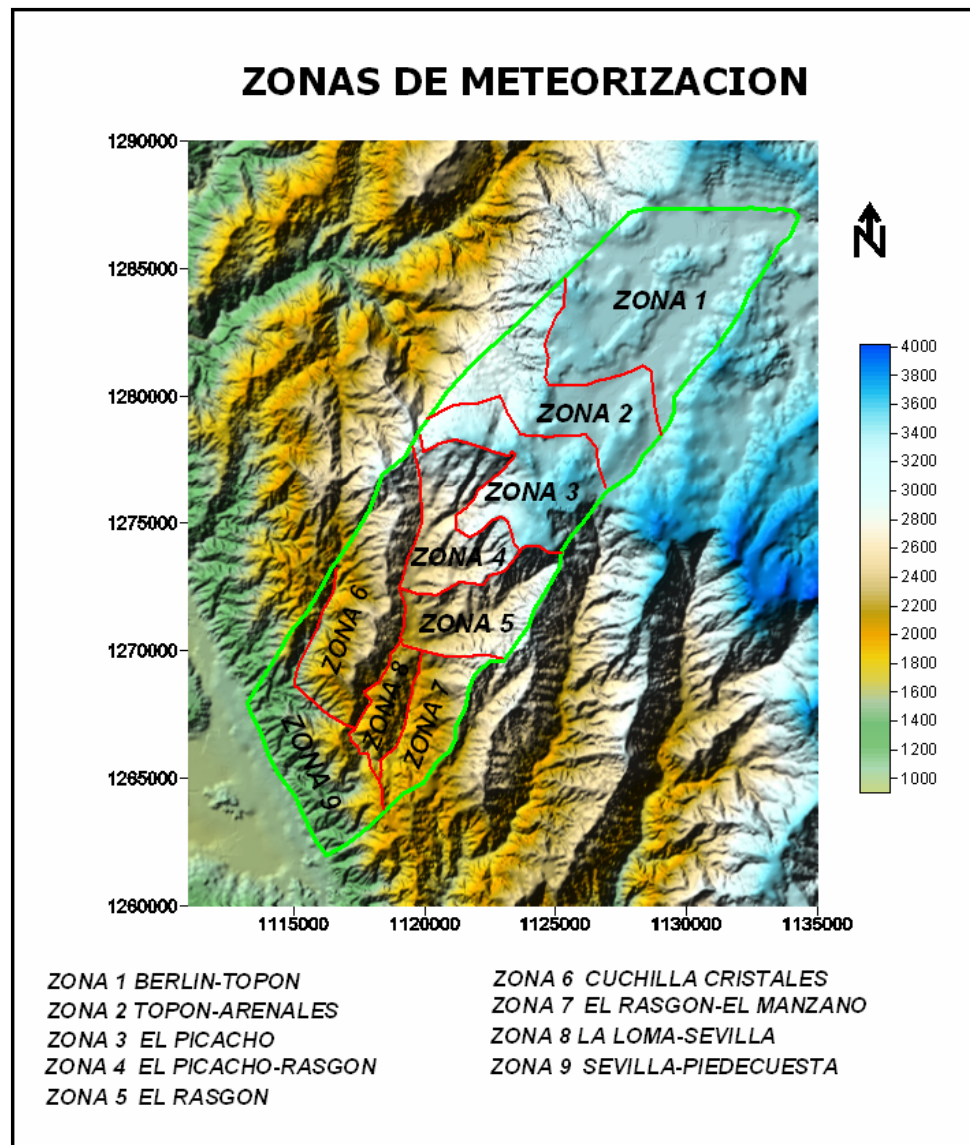 ZONAS DE METEORIZACION
1290000
1285000
1280000
1275000
1270000
1265000
1260000
1115000 1120000 1125000 1130000 1135000
N
ZONA 1
ZONA 2
ZONA 3
ZONA 4
ZONA 5
ZONA 6
ZONA 8
ZONA 7
ZONA 9
4000
3800
3600
3400
3200
3000
2800
2600
2400
2200
2000
1800
1600
1400
1200
1000
ZONA 1 BERLIN-TOPON
ZONA 2 TOPON-ARENALES
ZONA 3 EL PICACHO
ZONA 4 EL PICACHO-RASGON
ZONA 5 EL RASGON
ZONA 6 CUCHILLA CRISTALES
ZONA 7 EL RASGON-EL MANZANO
ZONA 8 LA LOMA-SEVILLA
ZONA 9 SEVILLA-PIEDECUESTA